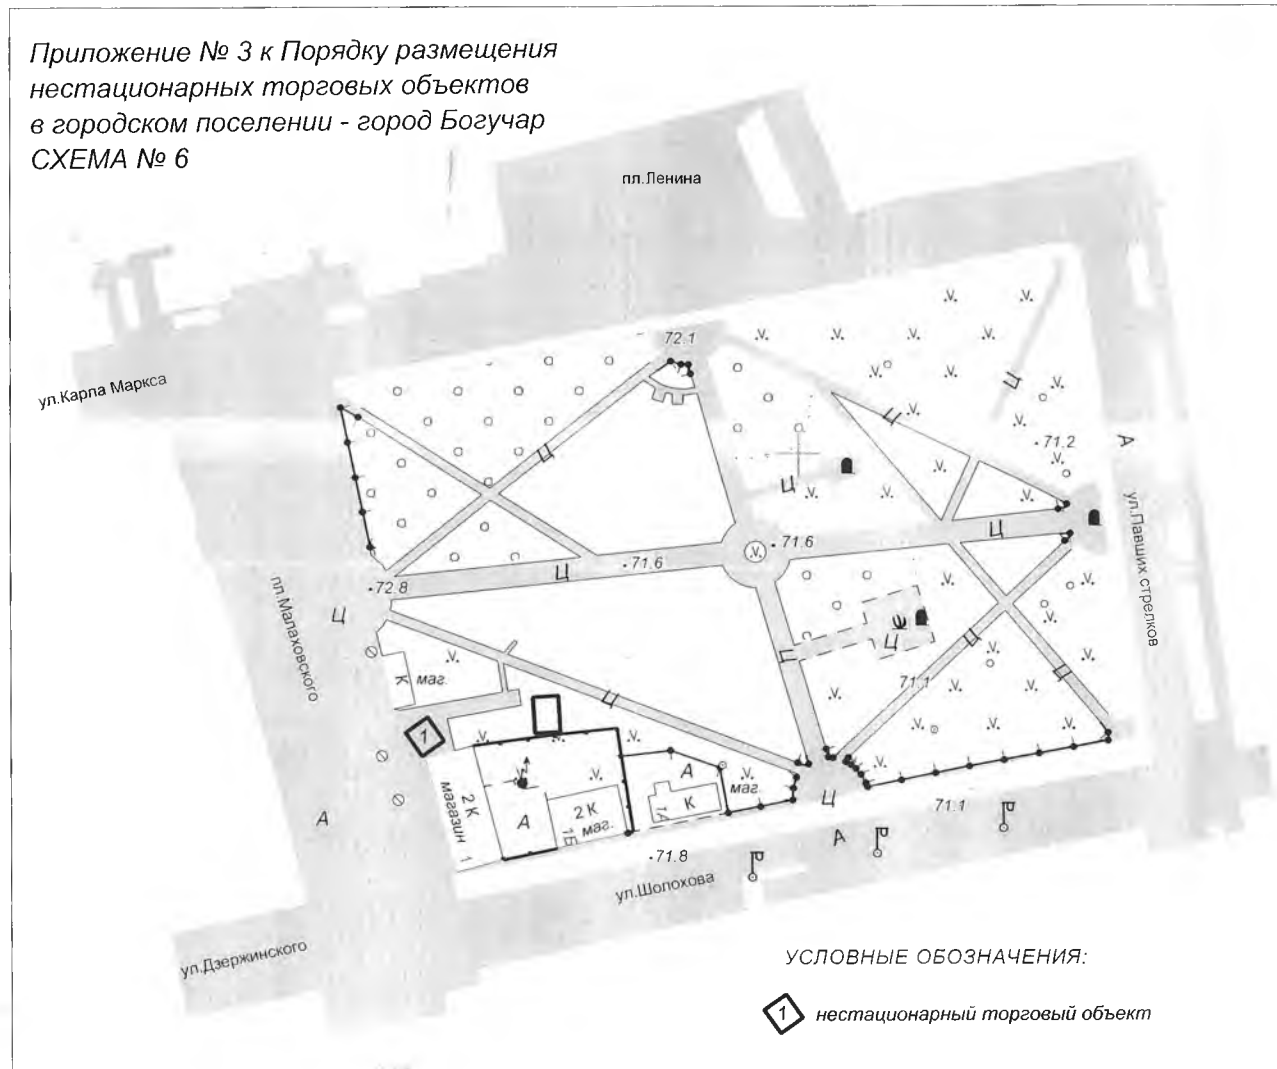 Приложение № 3 к Порядку размещения
нестационарных торговых объектов
в городском поселении - город Богучар
СХЕМА № 6
пл.Ленина
72.1
ул.Карла Маркса
Ц
Ц
71.2
А
Ц
Ц
Ц
Ц
71.6
71.6
Ц
72.8
ул.Павших стрелков
пл.Малаховского
Ц
Ц
Ц
Ц
К
маг.
71.1
Ц
Ц
1
2 К
магазин 1
А
2 К
маг.
1Б
А
маг.
1А
К
Ц
71.1
А
А
71.8
ул.Шолохова
ул.Дзержинского
УСЛОВНЫЕ ОБОЗНАЧЕНИЯ:
1 нестационарный торговый объект